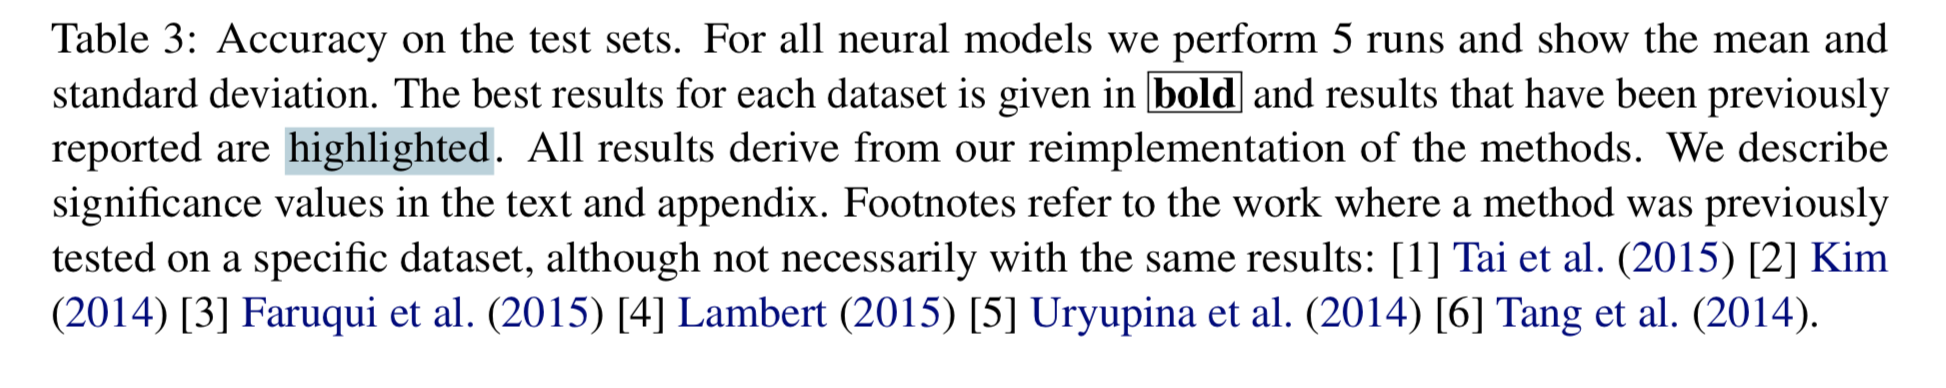 Table 3: Accuracy on the test sets. For all neural models we perform 5 runs and show the mean and
standard deviation. The best results for each dataset is given in bold and results that have been previously
reported are highlighted. All results derive from our reimplementation of the methods. We describe
significance values in the text and appendix. Footnotes refer to the work where a method was previously
tested on a specific dataset, although not necessarily with the same results: [1] Tai et al. (2015) [2] Kim
(2014) [3] Faruqui et al. (2015) [4] Lambert (2015) [5] Uryupina et al. (2014) [6] Tang et al. (2014).